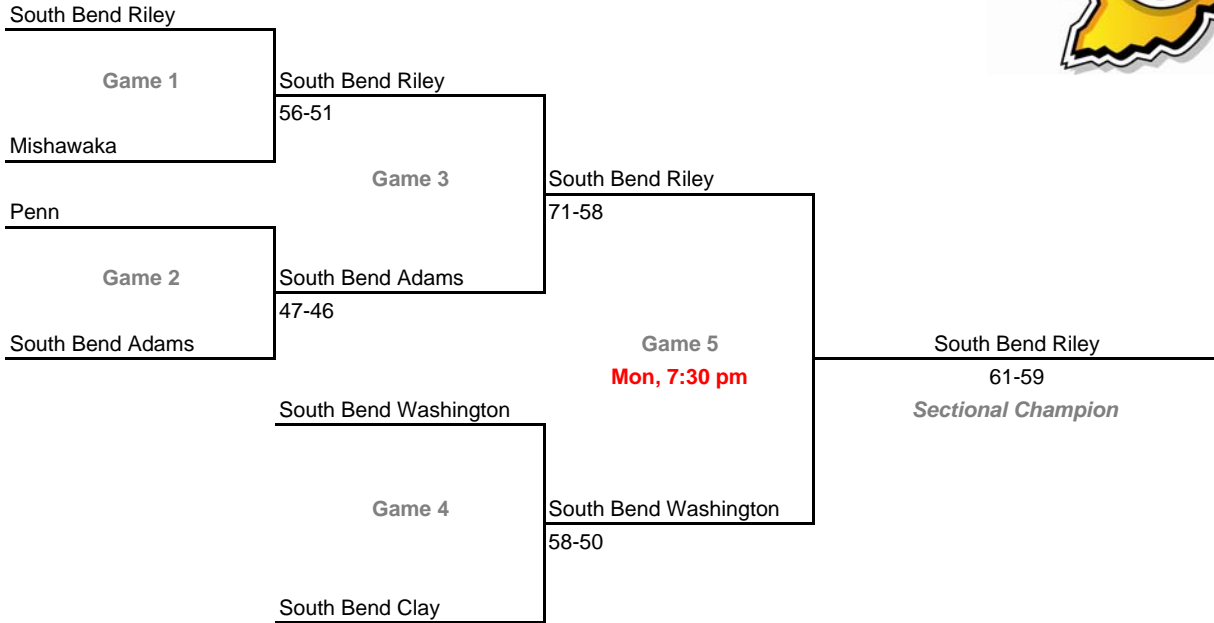 South Bend Riley
Game 1
South Bend Riley
56-51
Mishawaka
Game 3
South Bend Riley
Penn
71-58
Game 2
South Bend Adams
47-46
South Bend Adams
Game 5
South Bend Riley
Mon, 7:30 pm
61-59
South Bend Washington
Sectional Champion
Game 4
South Bend Washington
58-50
South Bend Clay